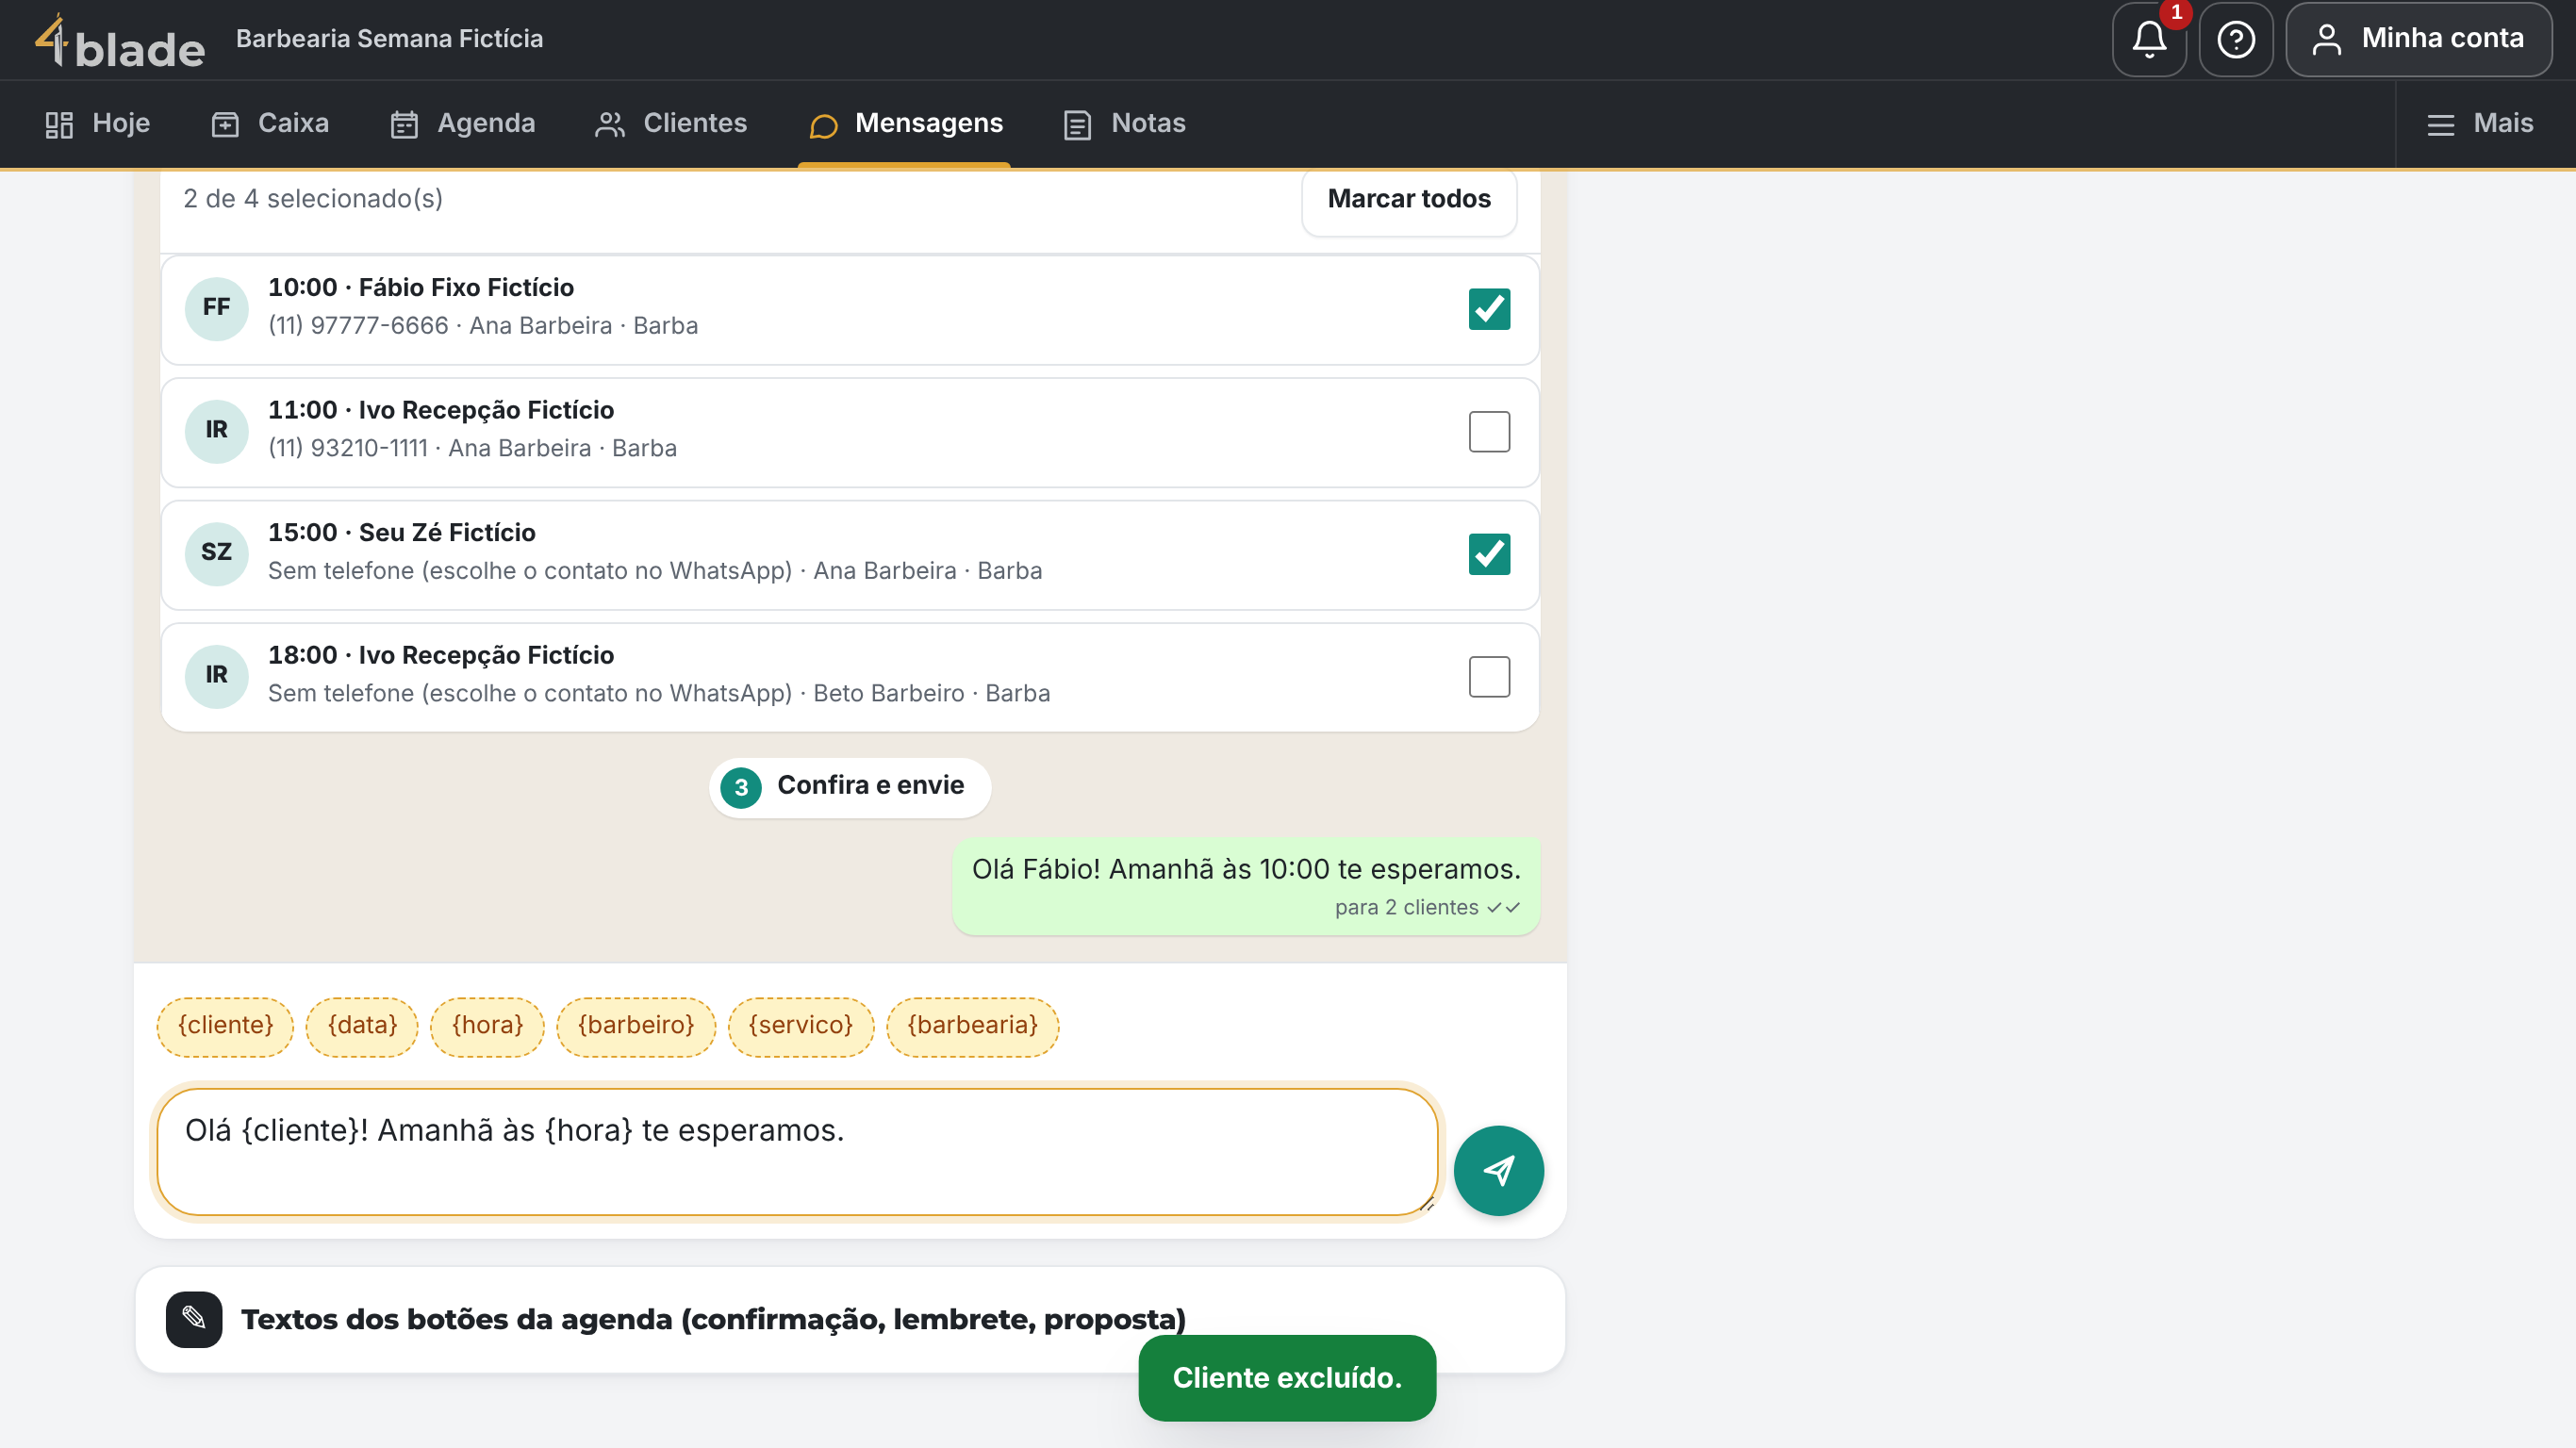 4blade
Barbearia Semana Fictícia
1
Minha conta
Hoje
Caixa
Agenda
Clientes
Mensagens
Notas
Mais
2 de 4 selecionado(s)
Marcar todos
FF
10:00 · Fábio Fixo Fictício
(11) 97777-6666 · Ana Barbeira · Barba
IR
11:00 · Ivo Recepção Fictício
(11) 93210-1111 · Ana Barbeira · Barba
SZ
15:00 · Seu Zé Fictício
Sem telefone (escolhe o contato no WhatsApp) · Ana Barbeira · Barba
IR
18:00 · Ivo Recepção Fictício
Sem telefone (escolhe o contato no WhatsApp) · Beto Barbeiro · Barba
3 Confira e envie
Olá Fábio! Amanhã às 10:00 te esperamos.
para 2 clientes ✓✓
{cliente} {data} {hora} {barbeiro} {servico} {barbearia}
Olá {cliente}! Amanhã às {hora} te esperamos.
Textos dos botões da agenda (confirmação, lembrete, proposta)
Cliente excluído.